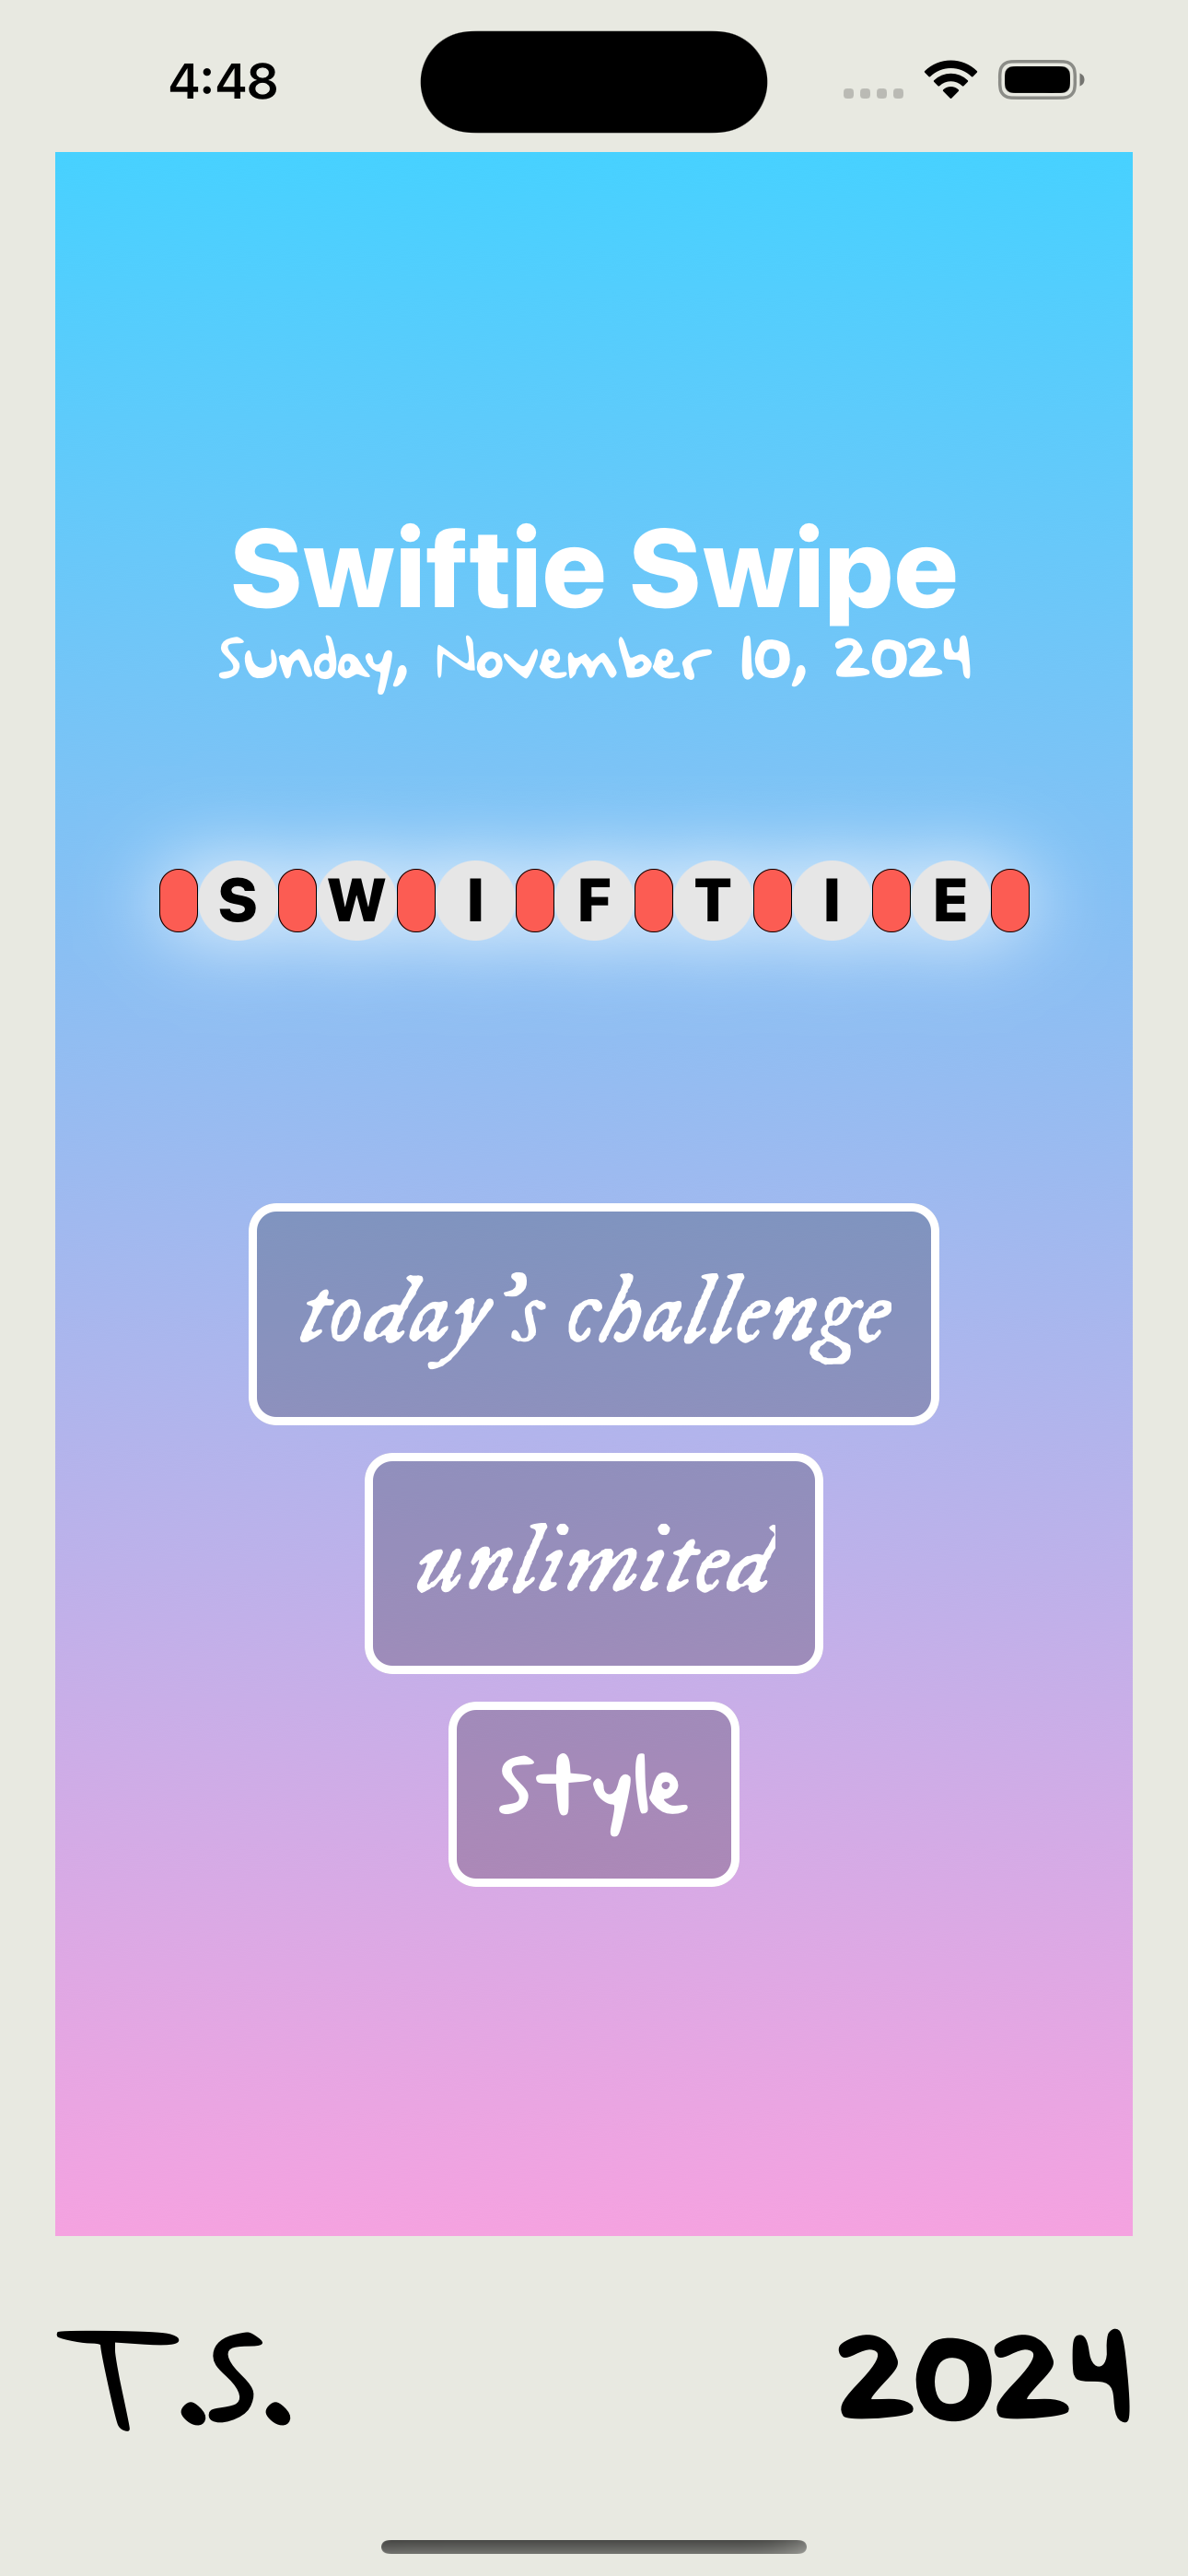 4:48
Swiftie Swipe
Sunday, November 10, 2024
S W I F T I E
today's challenge
unlimited
Style
T.S. 2024